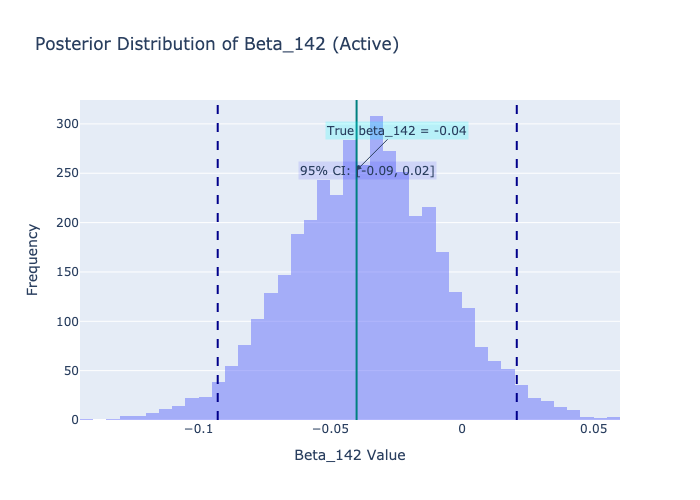 Posterior Distribution of Beta_142 (Active)
300
True beta_142 = -0.04
250
95% CI: [-0.09, 0.02]
200
150
100
50
0
Frequency
−0.1
−0.05
0
0.05
Beta_142 Value